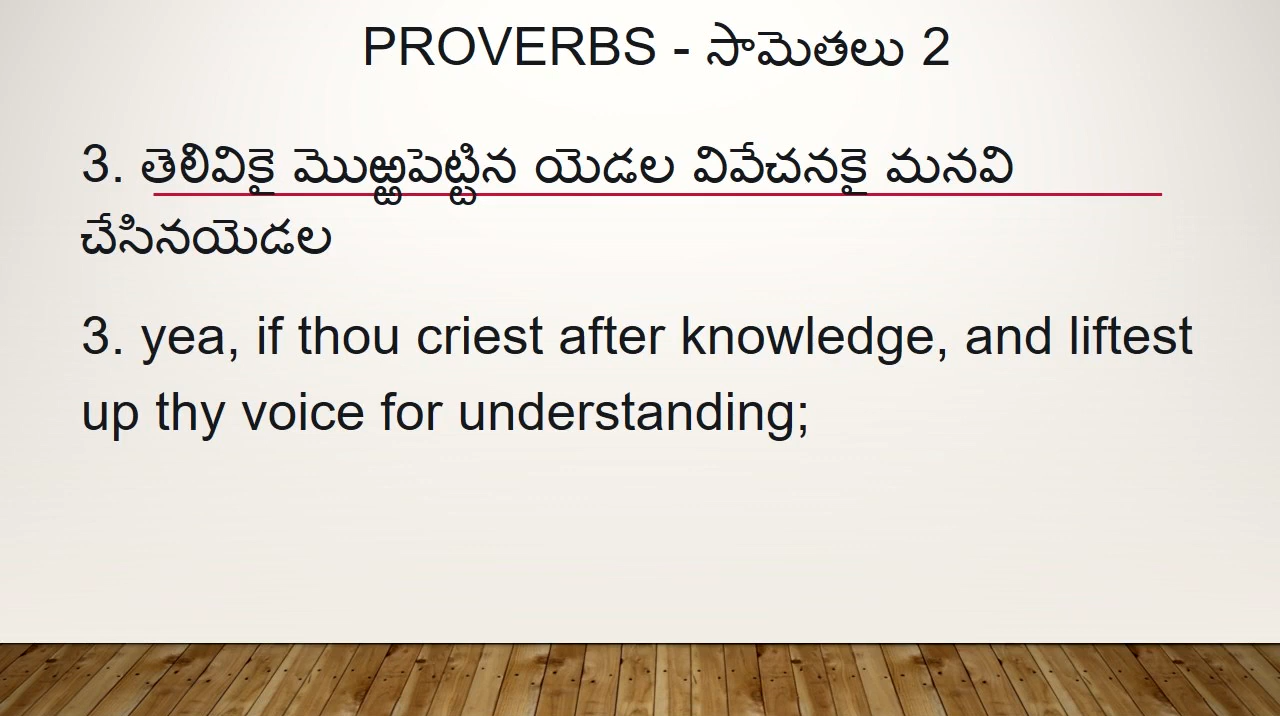 PROVERBS - సామెతలు 2
3. తెలివికై మొఱ్ఱపెట్టిన యెడల వివేచనకై మనవి
చేసినయెడల
3. yea, if thou criest after knowledge, and liftest
up thy voice for understanding;